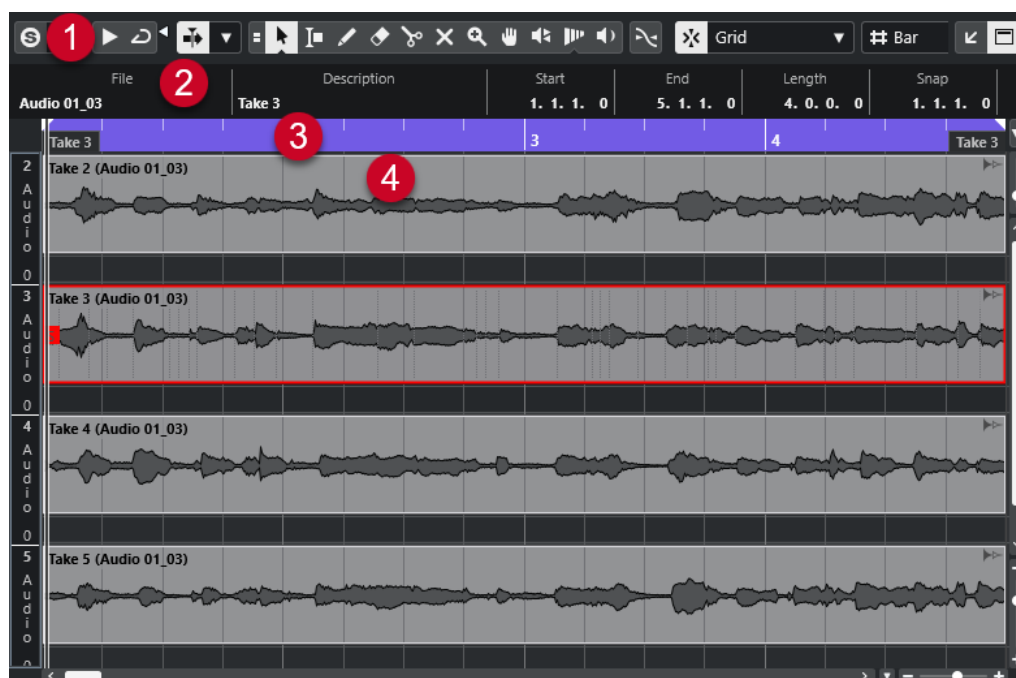 S 1 Grid Bar
File 2 Description Start End Length Snap
Audio 01_03 Take 3 1. 1. 1. 0 5. 1. 1. 0 4. 0. 0. 0 1. 1. 1. 0
Take 3 3 3 4 Take 3
2 Take 2 (Audio 01_03) 4
Audio
0
3 Take 3 (Audio 01_03)
Audio
0
4 Take 4 (Audio 01_03)
Audio
0
5 Take 5 (Audio 01_03)
Audio